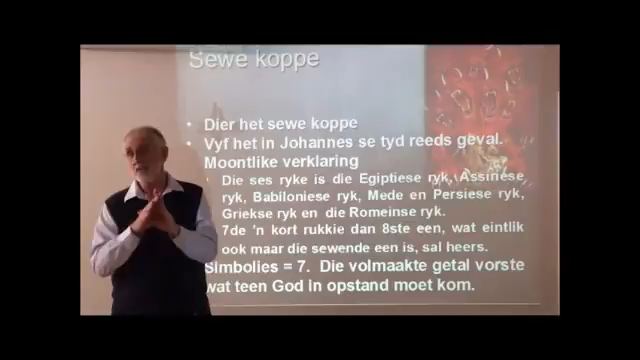 Sewe koppe
• Dier het sewe koppe
• Vyf het in Johannes se tyd reeds geval.
Moontlike verklaring
Die ses ryke is die Egiptiese ryk, Assiriese
ryk, Babiloniese ryk, Mede en Persiese ryk,
Griekse ryk en die Romeinse ryk.
7de 'n kort rukkie dan 8ste een, wat eintlik
ook maar die sewende een is, sal heers.
Simbolies = 7. Die volmaakte getal vorste
wat teen God in opstand moet kom.